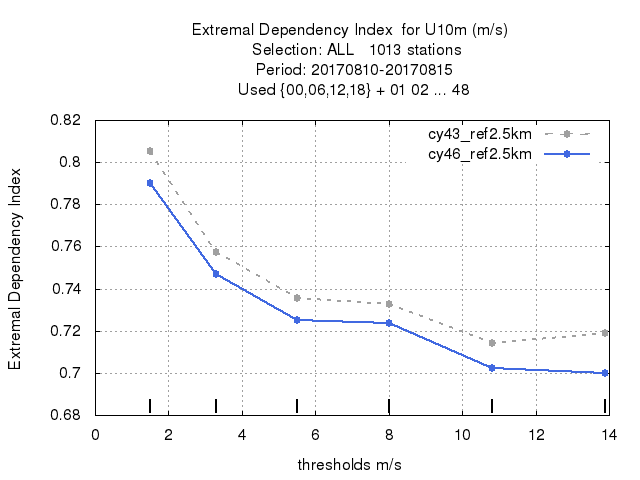 Extremal Dependency Index  for U10m (m/s)
Selection: ALL   1013 stations
Period: 20170810-20170815
Used {00,06,12,18} + 01 02 ... 48
cy43_ref2.5km
cy46_ref2.5km
Extremal Dependency Index
0.82
0.8
0.78
0.76
0.74
0.72
0.7
0.68
0 2 4 6 8 10 12 14
thresholds m/s